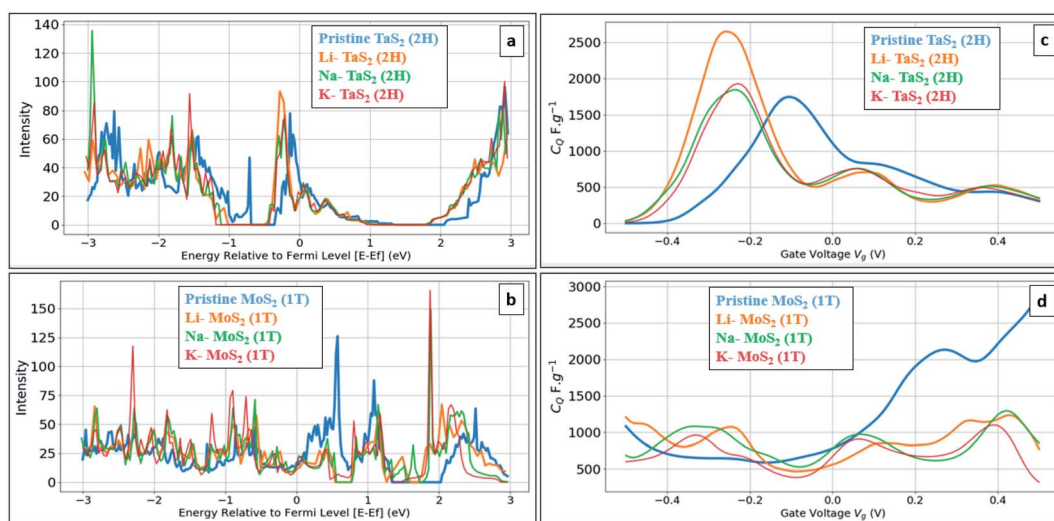 a
Pristine TaS₂ (2H)
Li- TaS₂ (2H)
Na- TaS₂ (2H)
K- TaS₂ (2H)
Intensity
140
120
100
80
60
40
20
0
−3 −2 −1 0 1 2 3
Energy Relative to Fermi Level [E-Ef] (eV)
c
Pristine TaS₂ (2H)
Li- TaS₂ (2H)
Na- TaS₂ (2H)
K- TaS₂ (2H)
C_Q F.g⁻¹
2500
2000
1500
1000
500
0
−0.4 −0.2 0.0 0.2 0.4
Gate Voltage V_g (V)
b
Pristine MoS₂ (1T)
Li- MoS₂ (1T)
Na- MoS₂ (1T)
K- MoS₂ (1T)
Intensity
150
125
100
75
50
25
0
−3 −2 −1 0 1 2 3
Energy Relative to Fermi Level [E-Ef] (eV)
d
Pristine MoS₂ (1T)
Li- MoS₂ (1T)
Na- MoS₂ (1T)
K- MoS₂ (1T)
C_Q F.g⁻¹
3000
2500
2000
1500
1000
500
−0.4 −0.2 0.0 0.2 0.4
Gate Voltage V_g (V)